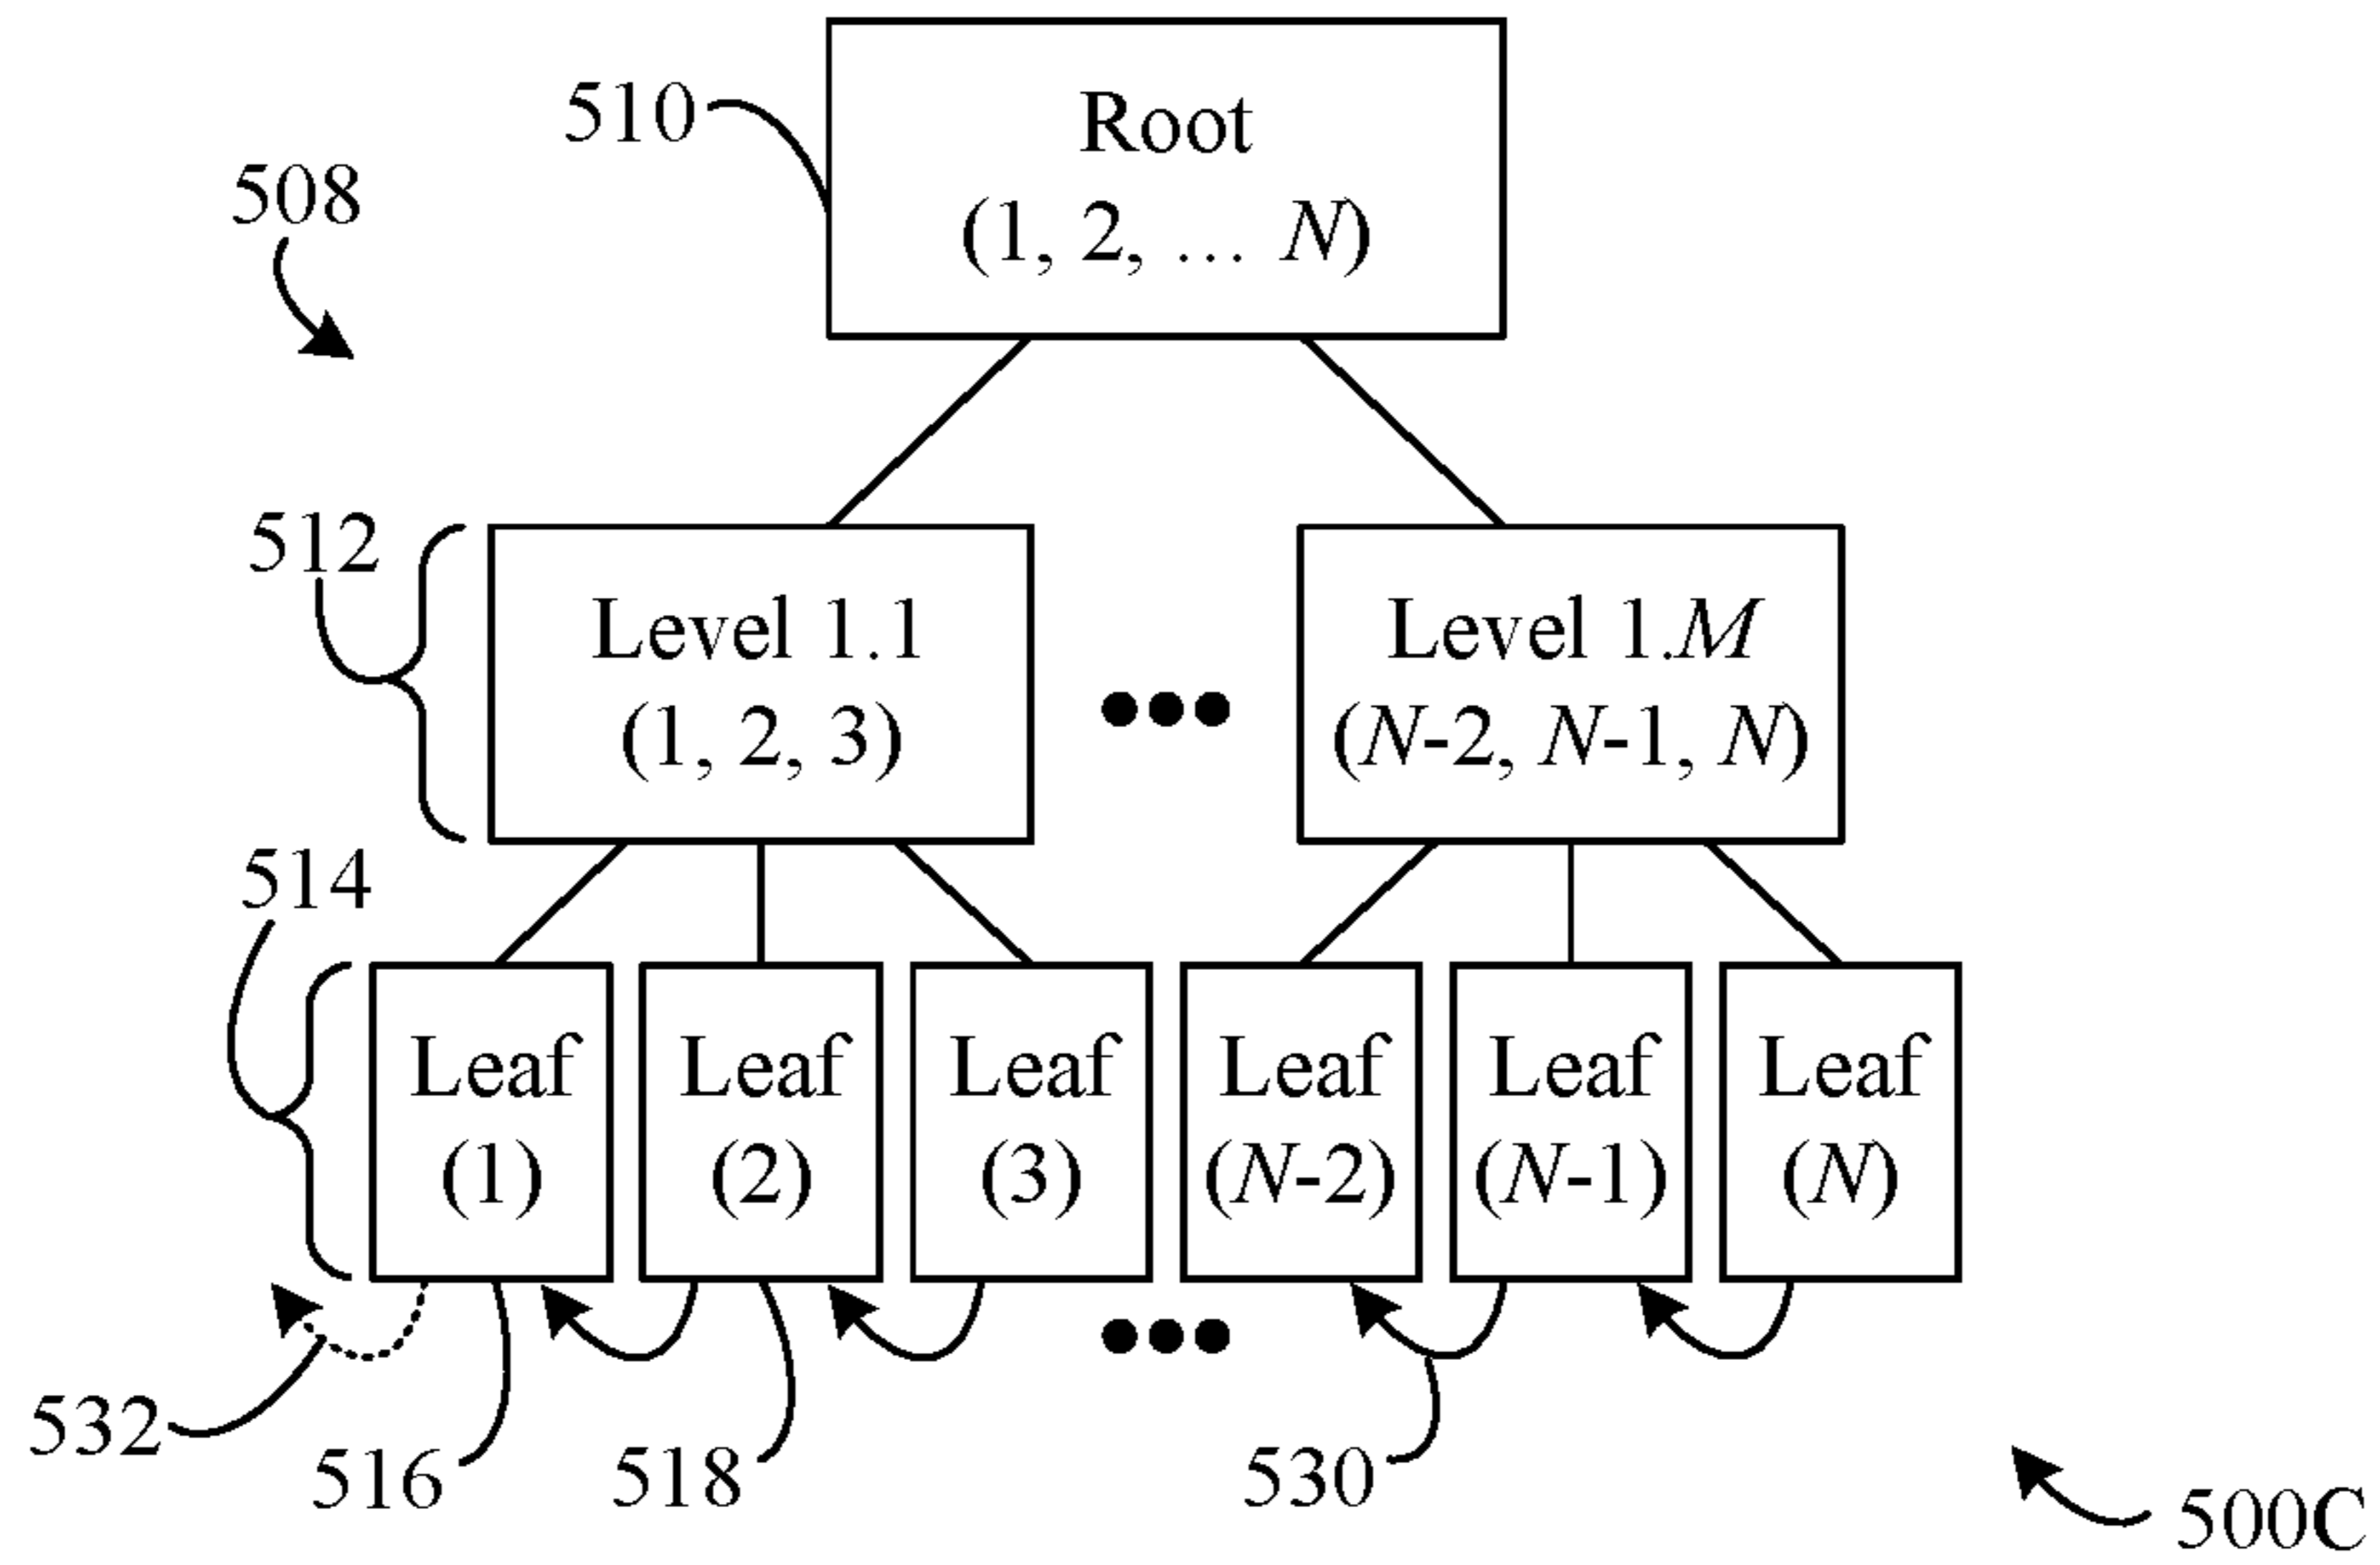 510
Root
(1, 2, … N)
508
512
Level 1.1
(1, 2, 3)
Level 1.M
(N-2, N-1, N)
514
Leaf
(1)
Leaf
(2)
Leaf
(3)
Leaf
(N-2)
Leaf
(N-1)
Leaf
(N)
532
516
518
530
500C